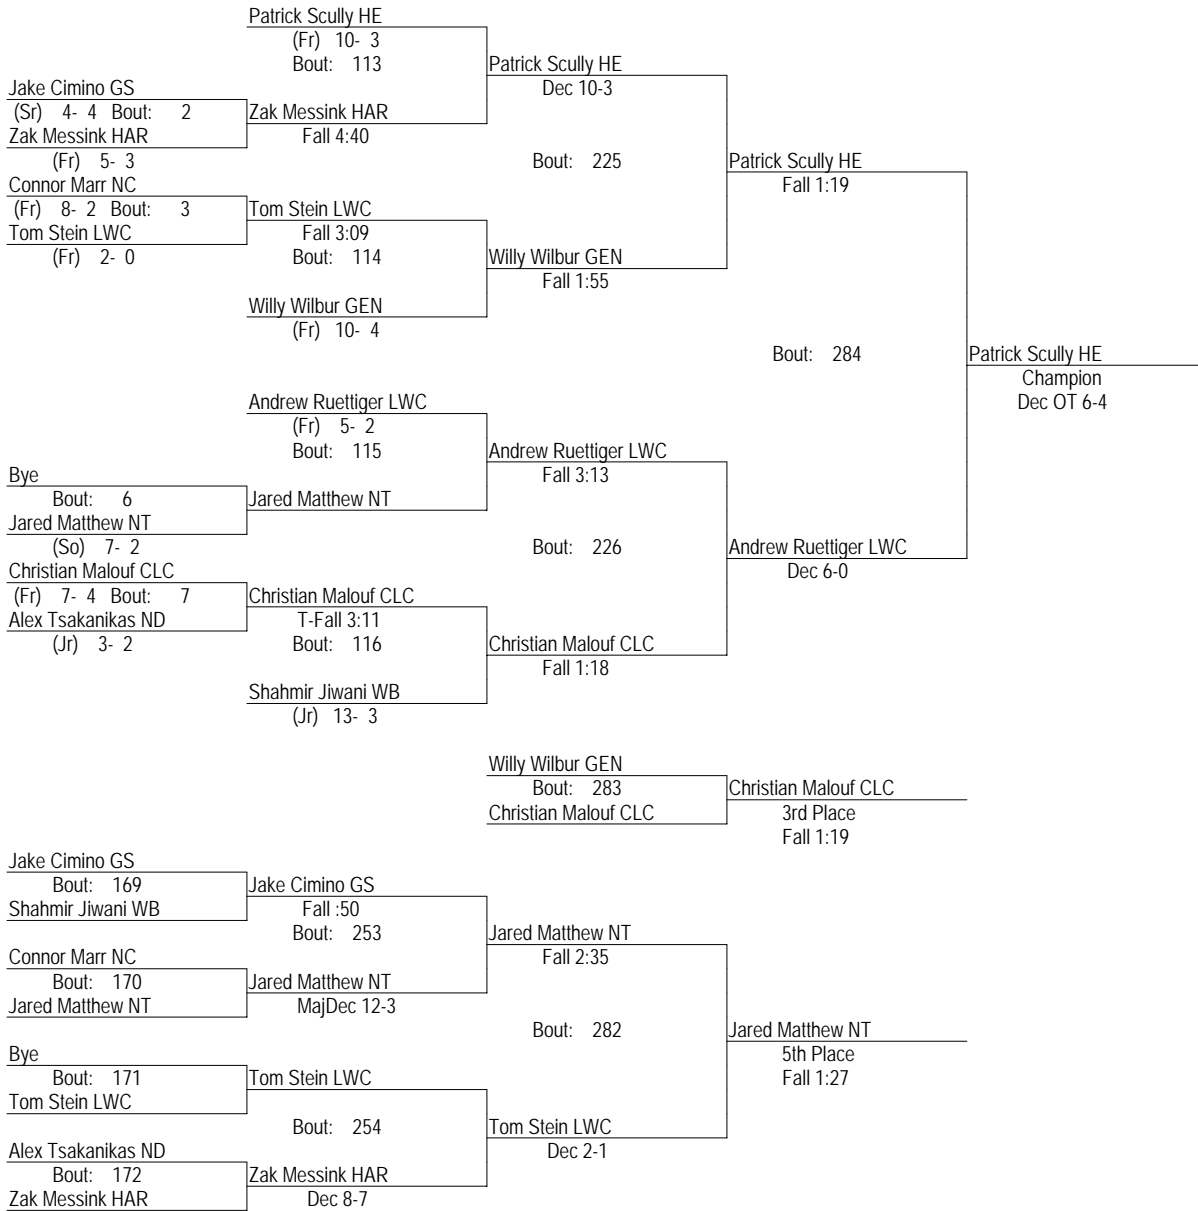 Patrick Scully HE
(Fr) 10- 3
Bout: 113
Patrick Scully HE
Dec 10-3
Jake Cimino GS
(Sr) 4- 4 Bout: 2
Zak Messink HAR
Zak Messink HAR
Fall 4:40
(Fr) 5- 3
Bout: 225
Patrick Scully HE
Fall 1:19
Connor Marr NC
(Fr) 8- 2 Bout: 3
Tom Stein LWC
Tom Stein LWC
Fall 3:09
(Fr) 2- 0
Bout: 114
Willy Wilbur GEN
Fall 1:55
Willy Wilbur GEN
(Fr) 10- 4
Bout: 284
Patrick Scully HE
Champion
Dec OT 6-4
Andrew Ruettiger LWC
(Fr) 5- 2
Bout: 115
Andrew Ruettiger LWC
Fall 3:13
Bye
Bout: 6
Jared Matthew NT
Jared Matthew NT
(So) 7- 2
Bout: 226
Andrew Ruettiger LWC
Dec 6-0
Christian Malouf CLC
(Fr) 7- 4 Bout: 7
Christian Malouf CLC
Alex Tsakanikas ND
T-Fall 3:11
(Jr) 3- 2
Bout: 116
Christian Malouf CLC
Fall 1:18
Shahmir Jiwani WB
(Jr) 13- 3
Willy Wilbur GEN
Bout: 283
Christian Malouf CLC
Christian Malouf CLC
3rd Place
Fall 1:19
Jake Cimino GS
Bout: 169
Jake Cimino GS
Shahmir Jiwani WB
Fall :50
Bout: 253
Jared Matthew NT
Fall 2:35
Connor Marr NC
Bout: 170
Jared Matthew NT
Jared Matthew NT
MajDec 12-3
Bout: 282
Jared Matthew NT
5th Place
Fall 1:27
Bye
Bout: 171
Tom Stein LWC
Tom Stein LWC
Bout: 254
Tom Stein LWC
Dec 2-1
Alex Tsakanikas ND
Bout: 172
Zak Messink HAR
Zak Messink HAR
Dec 8-7